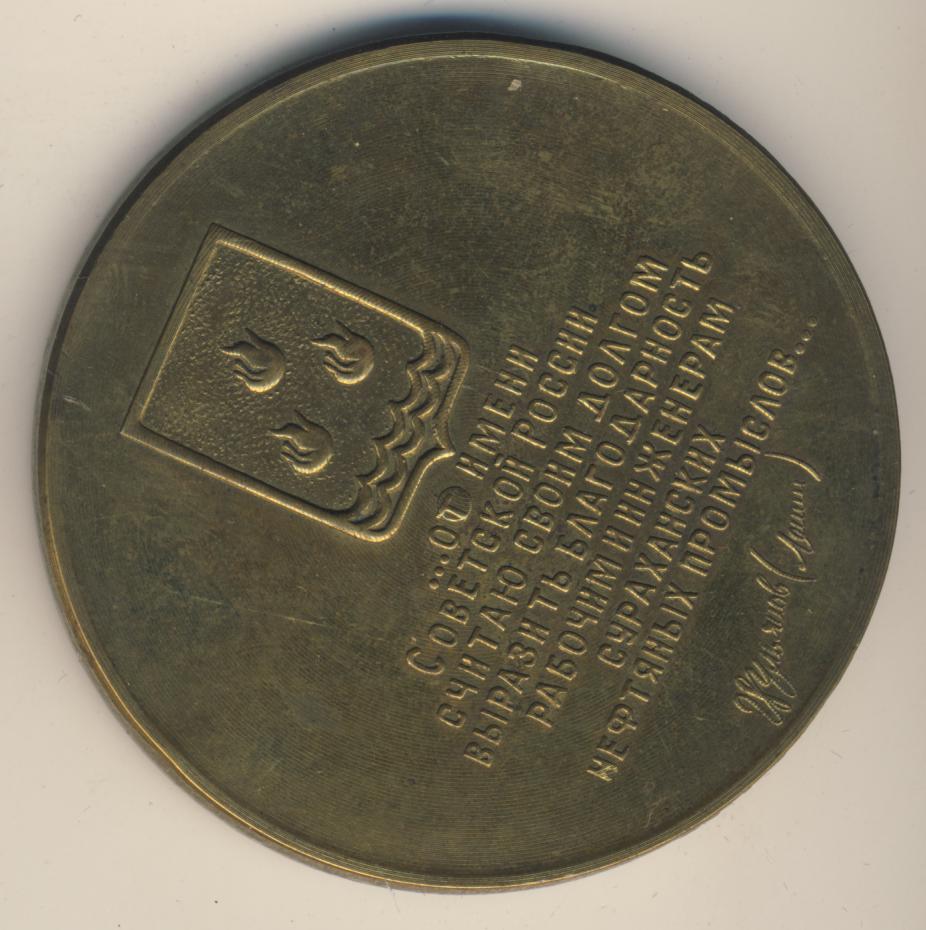 ...ОТ ИМЕНИ
СОВЕТСКОЙ РОССИИ.
СЧИТАЮ СВОИМ ДОЛГОМ
ВЫРАЗИТЬ БЛАГОДАРНОСТЬ
РАБОЧИМ И ИНЖЕНЕРАМ
СУРАХАНСКИХ
НЕФТЯНЫХ ПРОМЫСЛОВ...
В Ульянов (Ленин)